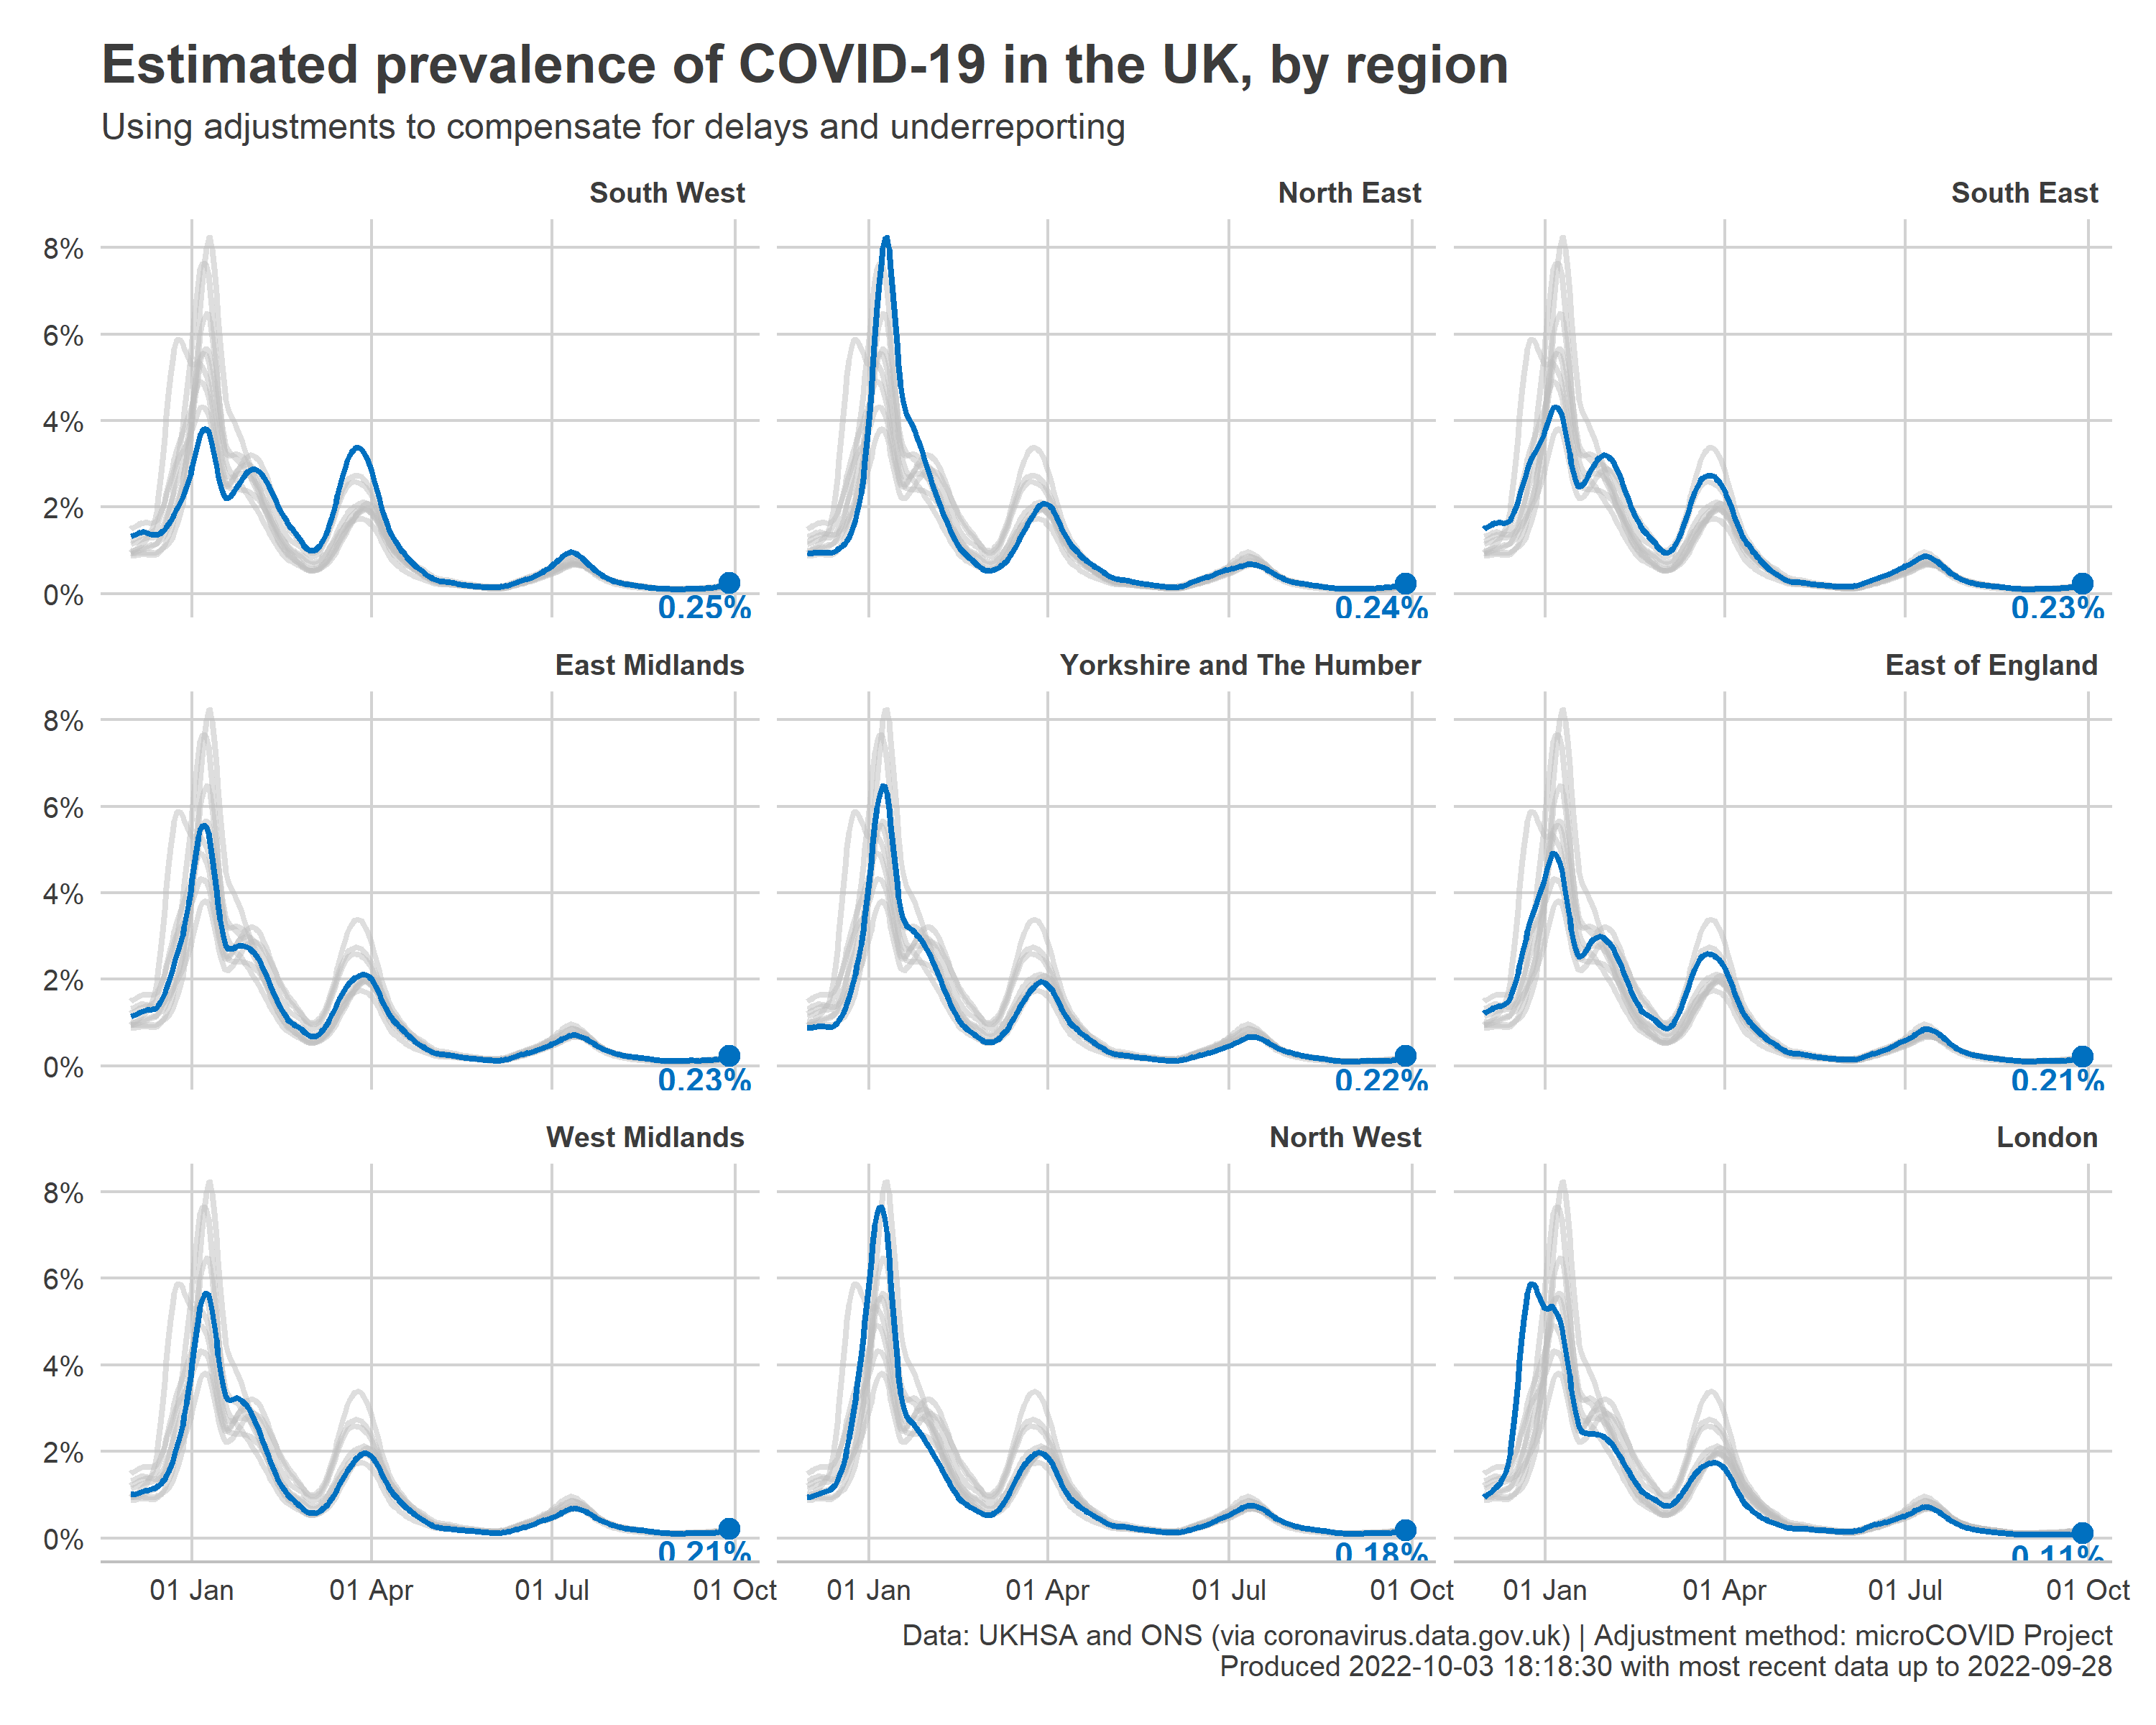 Estimated prevalence of COVID-19 in the UK, by region
Using adjustments to compensate for delays and underreporting
South West
North East
South East
8%
6%
4%
2%
0%
0.25%
0.24%
0.23%
East Midlands
Yorkshire and The Humber
East of England
8%
6%
4%
2%
0%
0.23%
0.22%
0.21%
West Midlands
North West
London
8%
6%
4%
2%
0%
0.21%
0.18%
0.11%
01 Jan 01 Apr 01 Jul 01 Oct 01 Jan 01 Apr 01 Jul 01 Oct 01 Jan 01 Apr 01 Jul 01 Oct
Data: UKHSA and ONS (via coronavirus.data.gov.uk) | Adjustment method: microCOVID Project
Produced 2022-10-03 18:18:30 with most recent data up to 2022-09-28